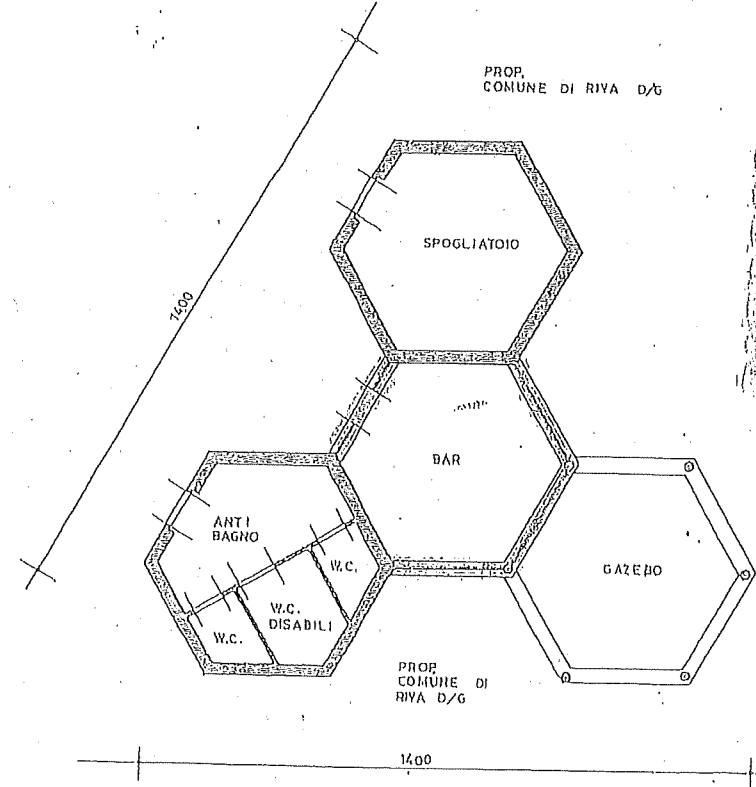 PROP.
COMUNE DI RIVA D/G
1400
SPOGLIATOIO
BAR
ANTI
BAGNO
W.C.
W.C.
DISABILI
W.C.
GAZEBO
PROP.
COMUNE DI
RIVA D/G
1400